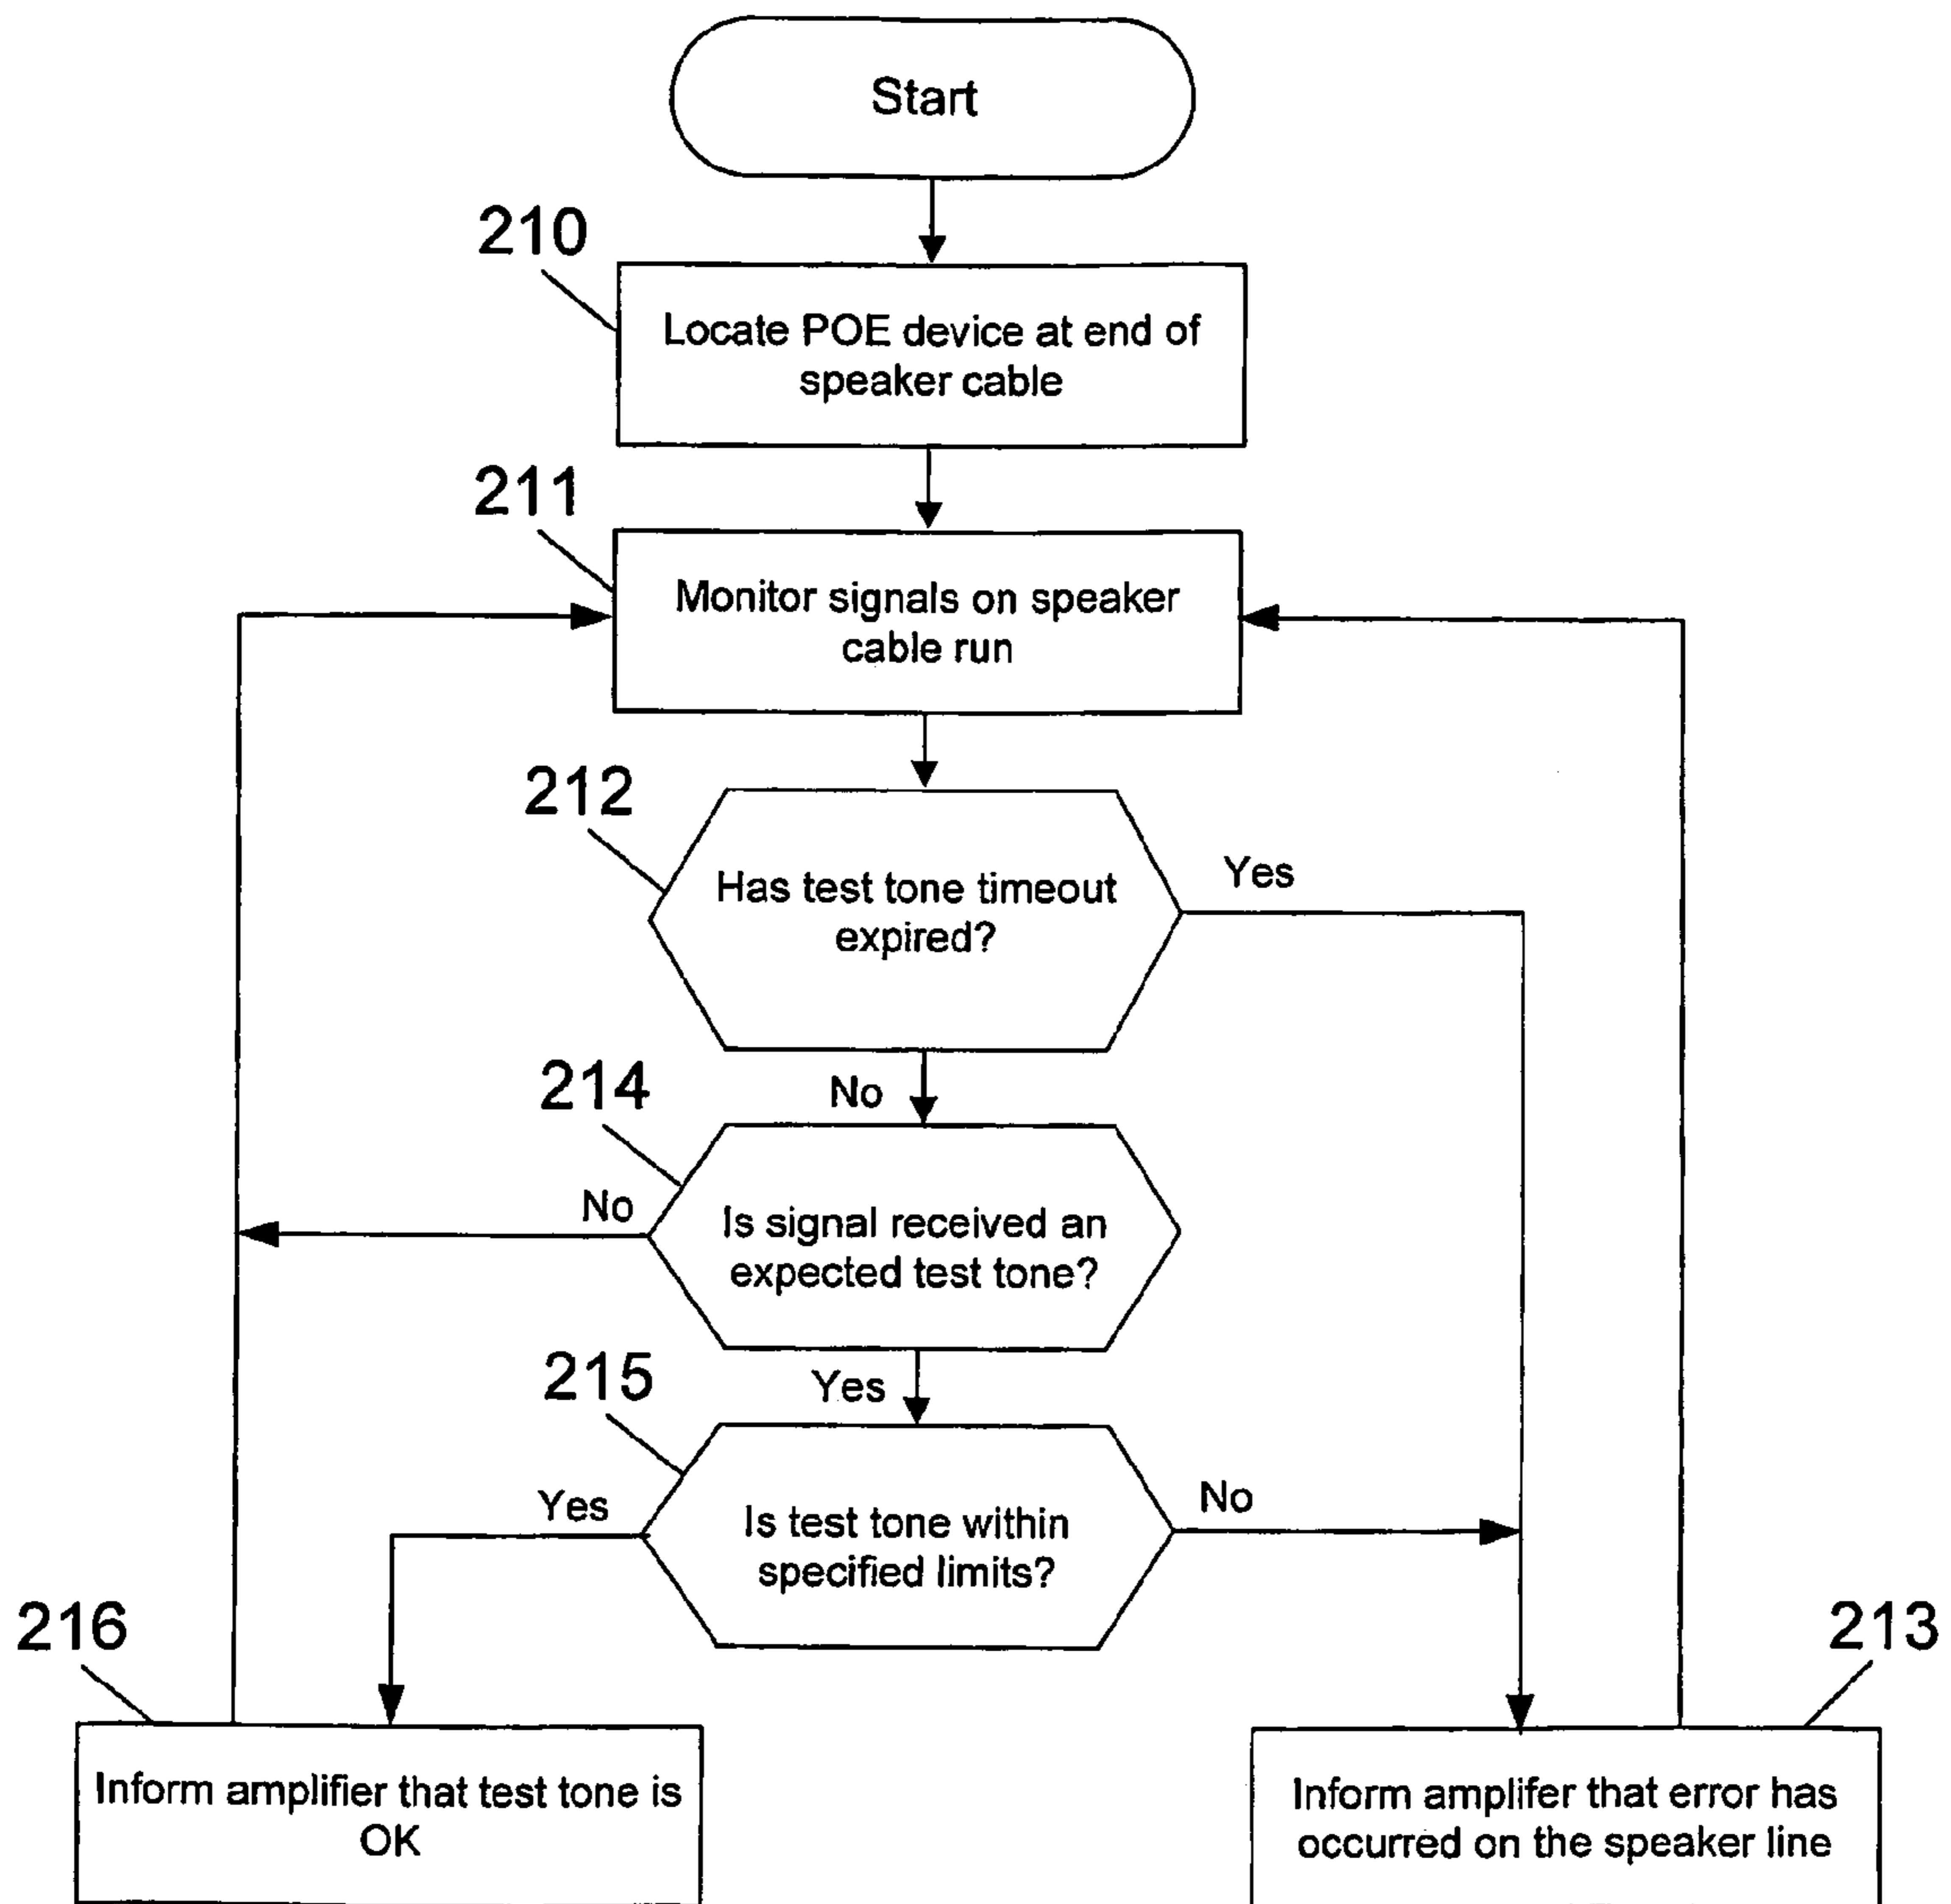 Start
210
Locate POE device at end of
speaker cable
211
Monitor signals on speaker
cable run
212
Has test tone timeout
expired?
Yes
No
214
No
Is signal received an
expected test tone?
Yes
215
Yes
Is test tone within
specified limits?
No
216
Inform amplifier that test tone is
OK
213
Inform amplifer that error has
occurred on the speaker line